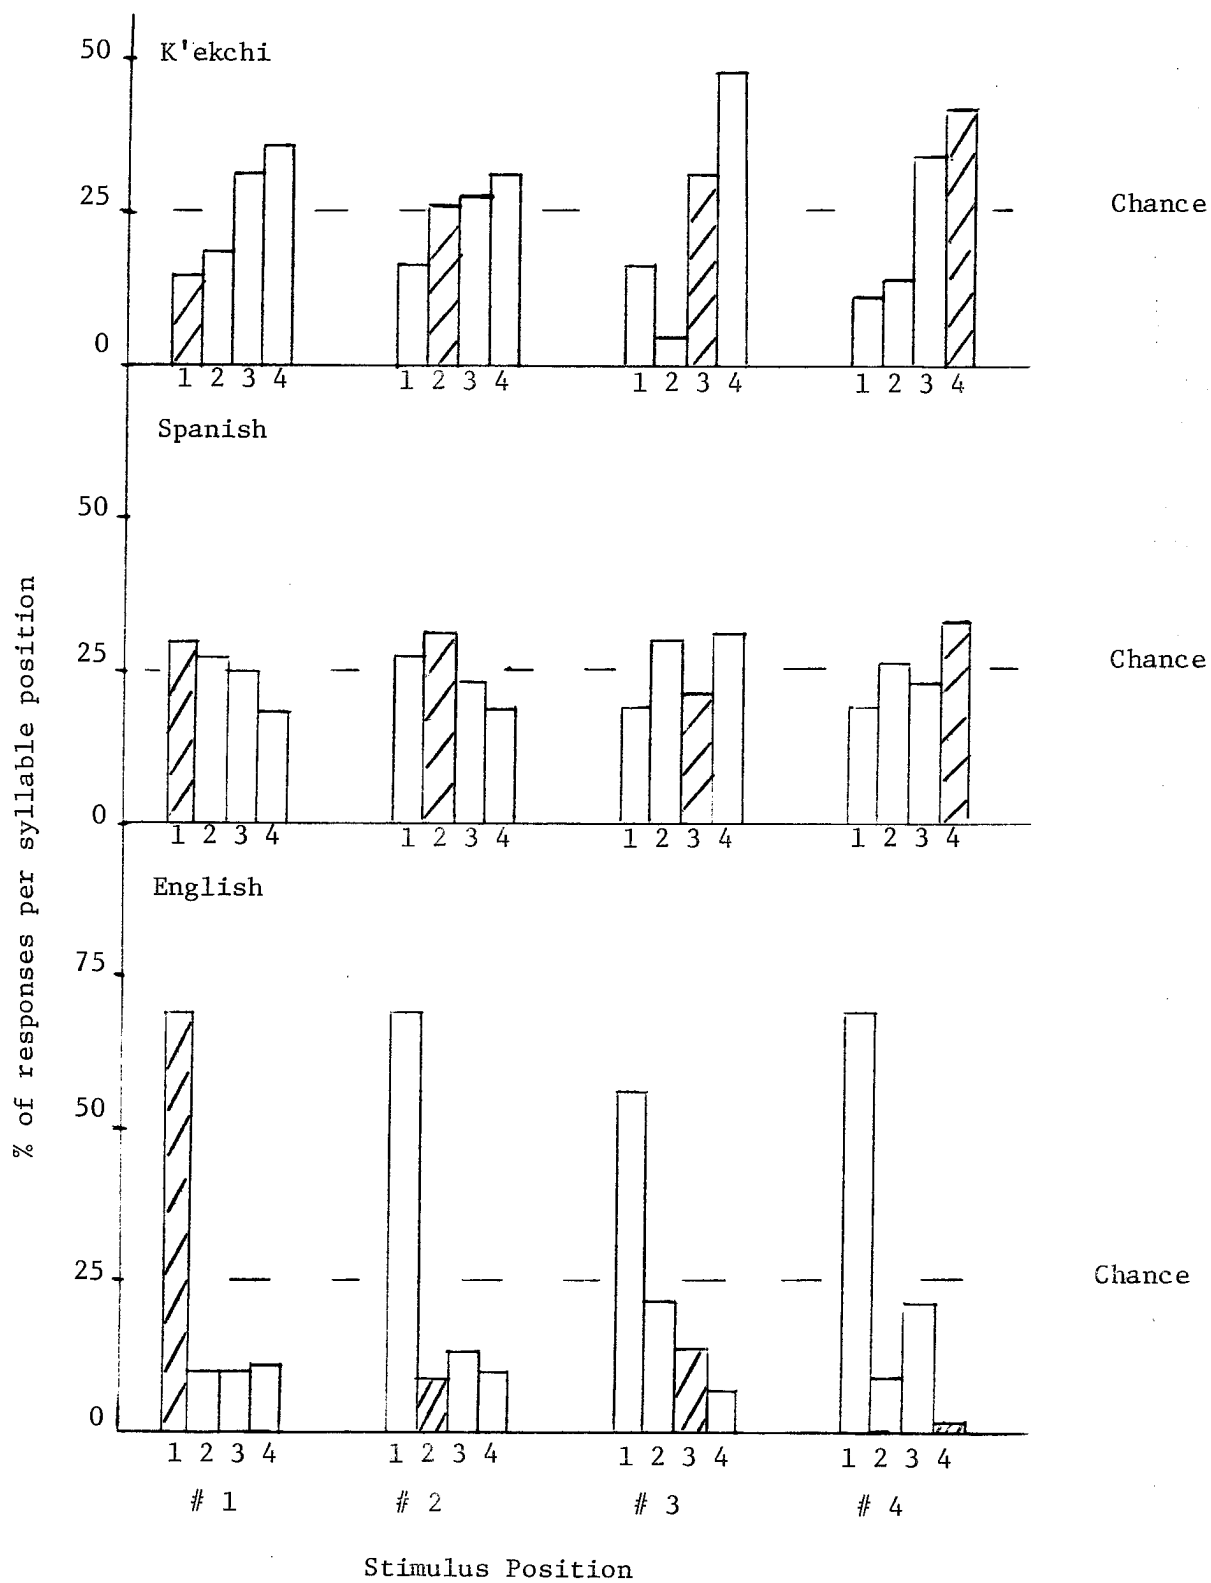 50 K'ekchi
25 Chance
0
1 2 3 4 1 2 3 4 1 2 3 4 1 2 3 4
Spanish
50
25 Chance
0
1 2 3 4 1 2 3 4 1 2 3 4 1 2 3 4
English
75
50
25 Chance
0
1 2 3 4 1 2 3 4 1 2 3 4 1 2 3 4
# 1 # 2 # 3 # 4
Stimulus Position
% of responses per syllable position